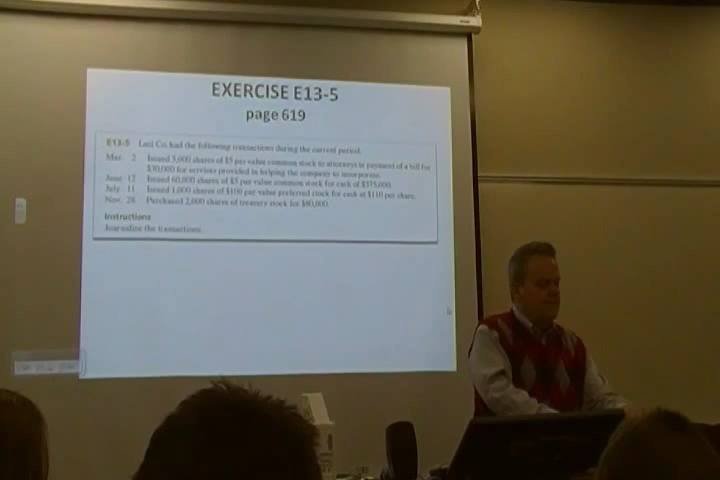 EXERCISE E13-5
page 619
E13-5 Laci Co. had the following transactions during the current period.
Mar. 2 Issued 5,000 shares of $5 par value common stock to attorneys in payment of a bill for
$30,000 for services provided in helping the company to incorporate.
June 12 Issued 60,000 shares of $5 par value common stock for cash of $375,000.
July 11 Issued 1,000 shares of $100 par value preferred stock for cash at $110 per share.
Nov. 28 Purchased 2,000 shares of treasury stock for $80,000.
Instructions
Journalize the transactions.